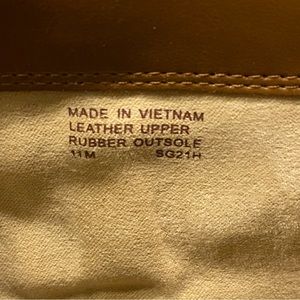 MADE IN VIETNAM
LEATHER UPPER
RUBBER OUTSOLE
11M SG21H